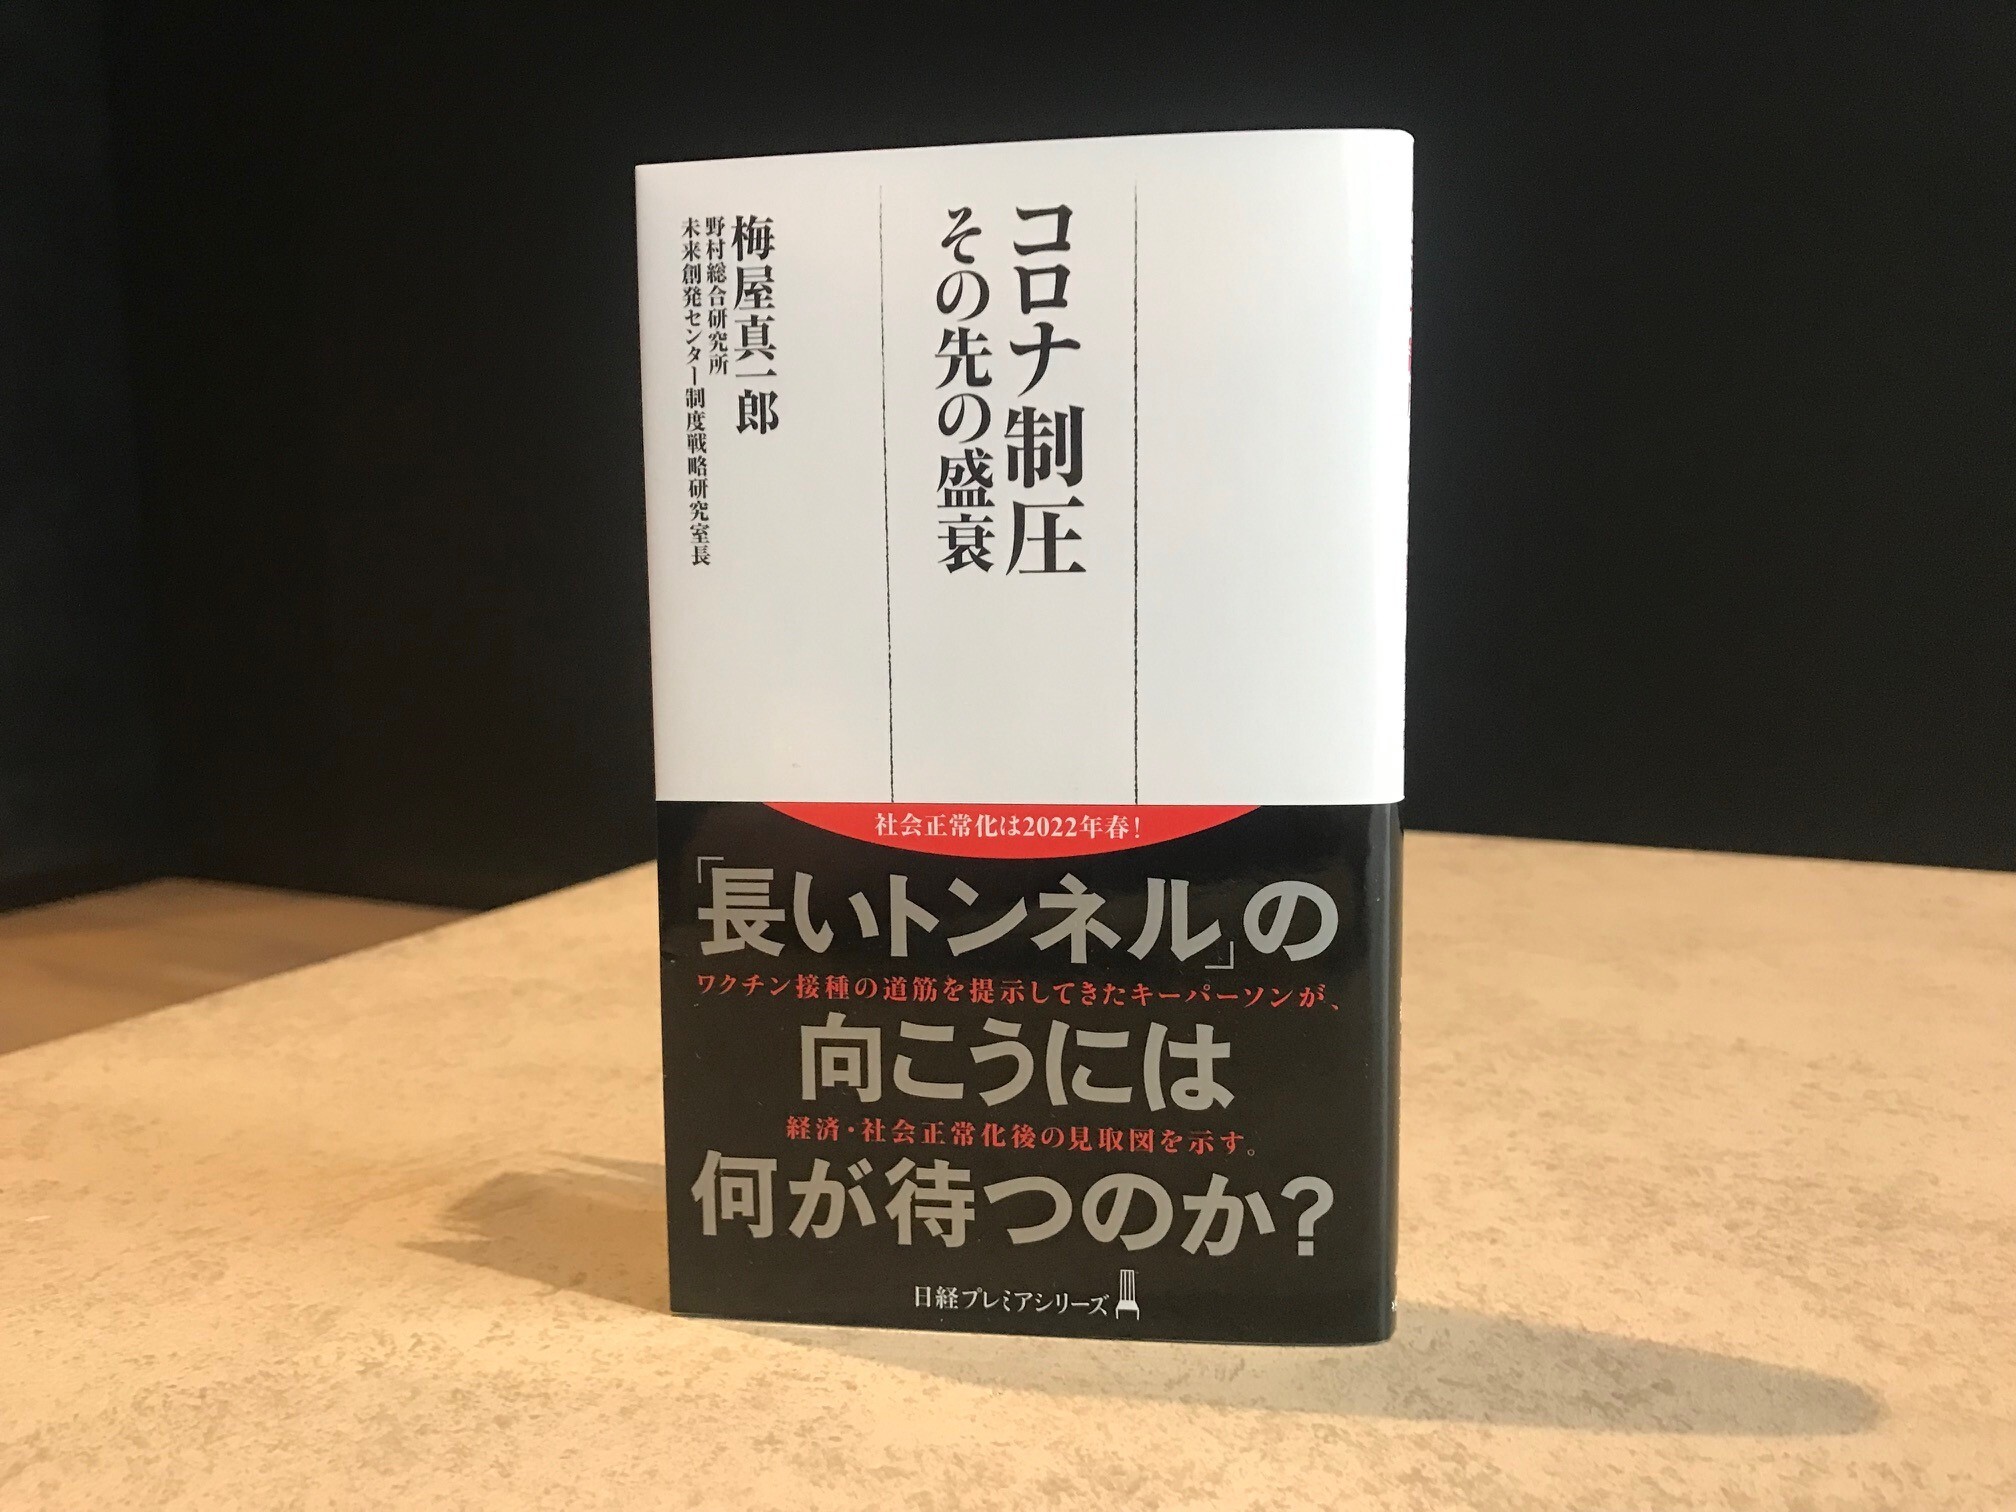 コロナ制圧
その先の盛衰
梅屋真一郎
野村総合研究所
未来創発センター制度戦略研究室長
社会正常化は2022年春！
「長いトンネル」の
ワクチン接種の道筋を提示してきたキーパーソンが、
向こうには
経済・社会正常化後の見取図を示す。
何が待つのか？
日経プレミアシリーズ